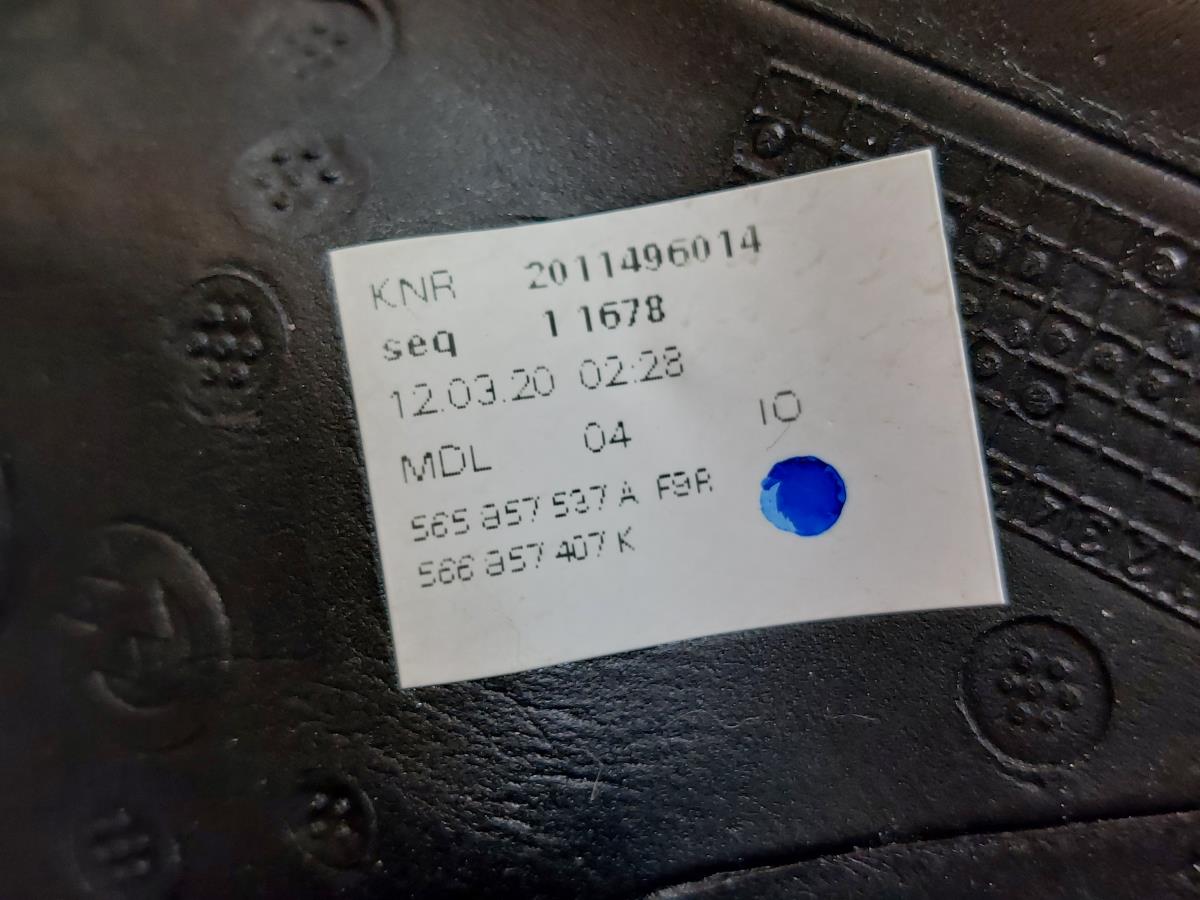 KNR 2011496014
seq 1 1678
12.03.20 02:28
MDL 04 IO
565 857 537 A F9R
566 857 407 K